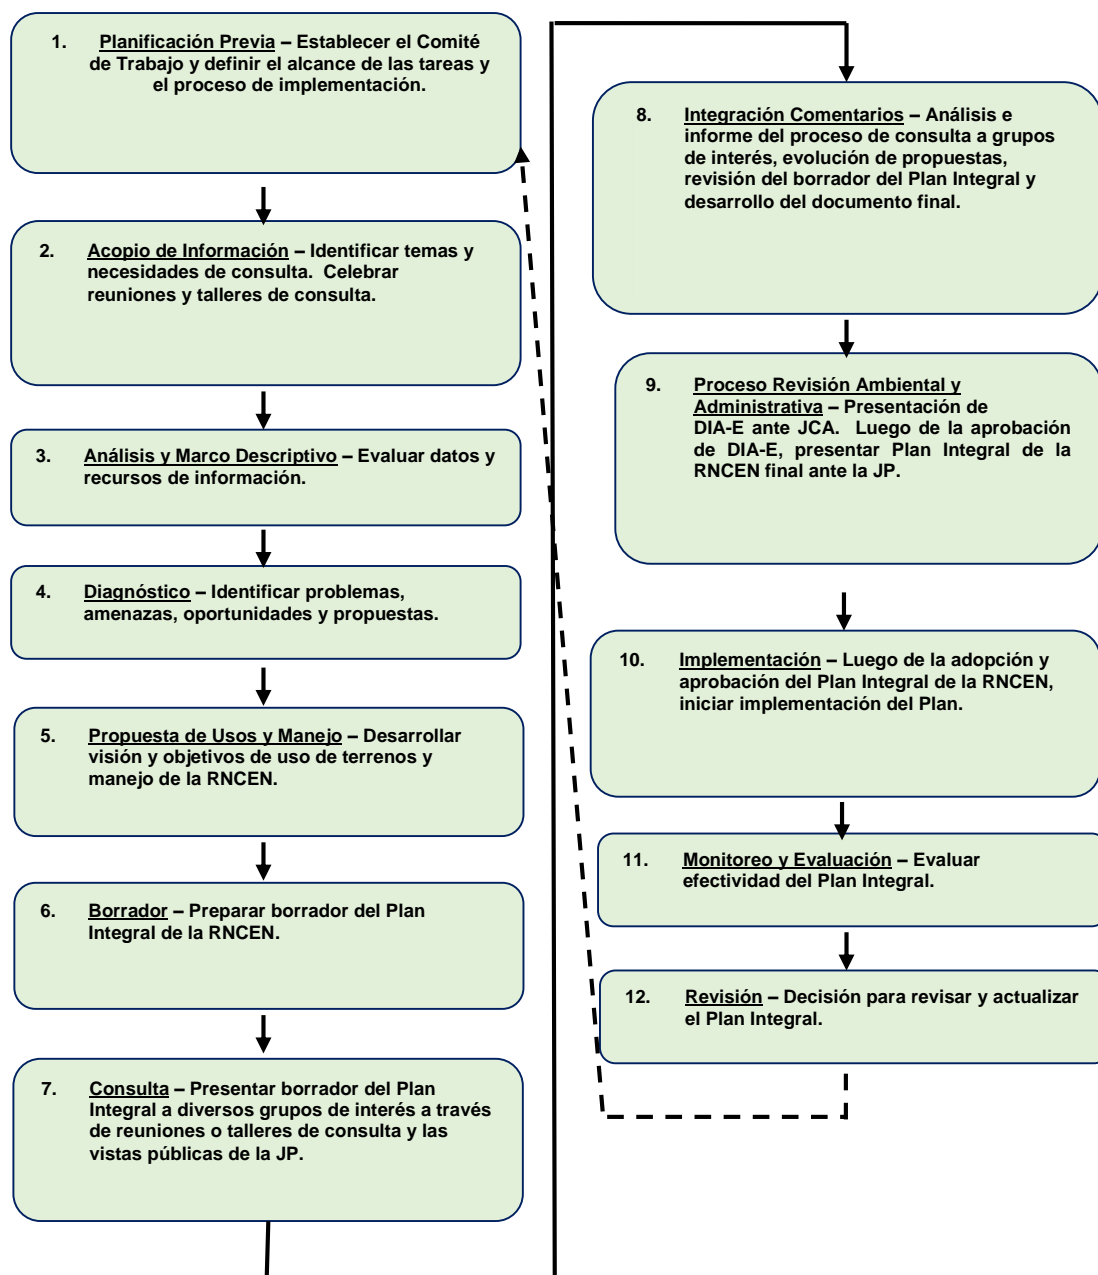 1. Planificación Previa – Establecer el Comité
de Trabajo y definir el alcance de las tareas y
el proceso de implementación.
2. Acopio de Información – Identificar temas y
necesidades de consulta. Celebrar
reuniones y talleres de consulta.
3. Análisis y Marco Descriptivo – Evaluar datos y
recursos de información.
4. Diagnóstico – Identificar problemas,
amenazas, oportunidades y propuestas.
5. Propuesta de Usos y Manejo – Desarrollar
visión y objetivos de uso de terrenos y
manejo de la RNCEN.
6. Borrador – Preparar borrador del Plan
Integral de la RNCEN.
7. Consulta – Presentar borrador del Plan
Integral a diversos grupos de interés a través
de reuniones o talleres de consulta y las
vistas públicas de la JP.
8. Integración Comentarios – Análisis e
informe del proceso de consulta a grupos
de interés, evolución de propuestas,
revisión del borrador del Plan Integral y
desarrollo del documento final.
9. Proceso Revisión Ambiental y
Administrativa – Presentación de
DIA-E ante JCA. Luego de la aprobación
de DIA-E, presentar Plan Integral de la
RNCEN final ante la JP.
10. Implementación – Luego de la adopción y
aprobación del Plan Integral de la RNCEN,
iniciar implementación del Plan.
11. Monitoreo y Evaluación – Evaluar
efectividad del Plan Integral.
12. Revisión – Decisión para revisar y actualizar
el Plan Integral.